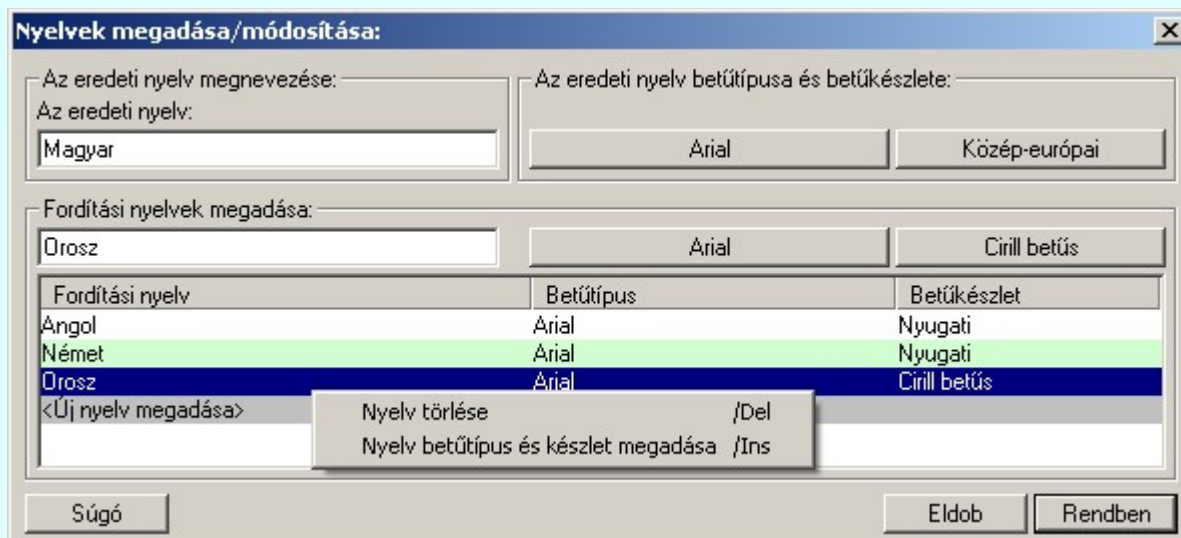 Nyelvek megadása/módosítása:
Az eredeti nyelv megnevezése:
Az eredeti nyelv betűtípusa és betűkészlete:
Az eredeti nyelv:
Magyar
Arial
Közép-európai
Fordítási nyelvek megadása:
Orosz
Arial
Cirill betűs
Fordítási nyelv Betűtípus Betűkészlet
Angol Arial Nyugati
Német Arial Nyugati
Orosz Arial Cirill betűs
<Új nyelv megadása>
Nyelv törlése /Del
Nyelv betűtípus és készlet megadása /Ins
Súgó
Eldob
Rendben